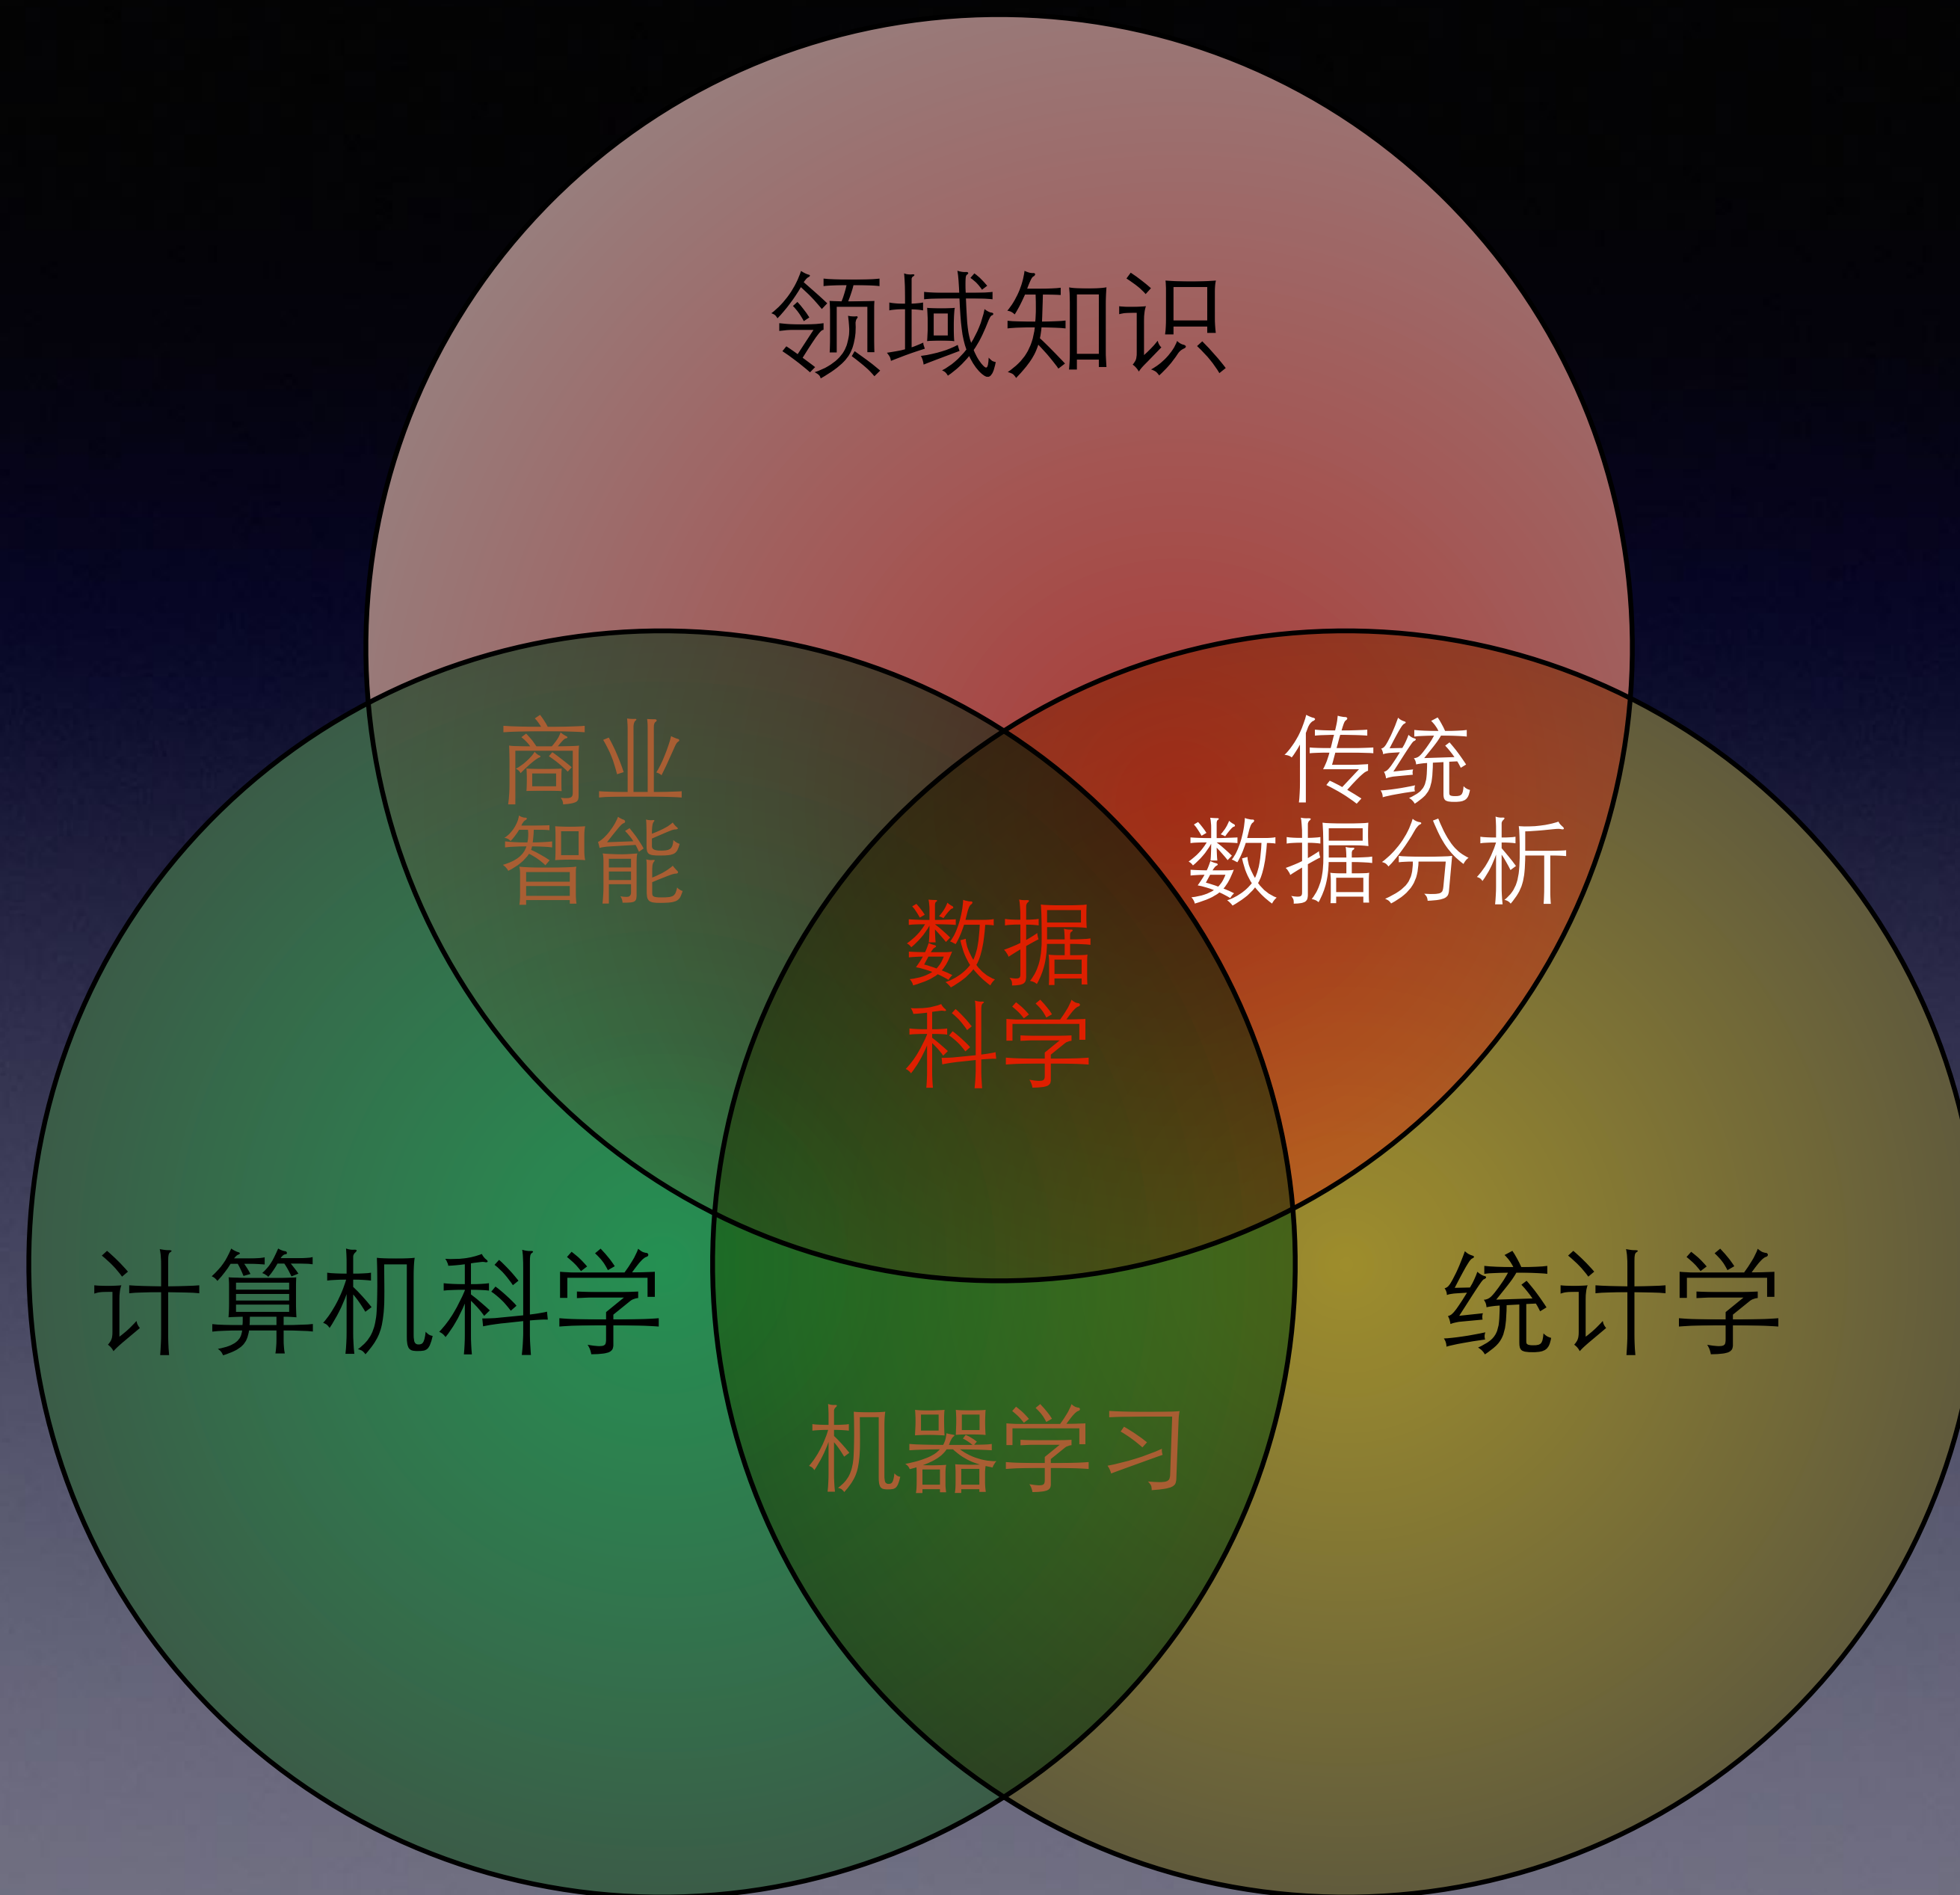 领域知识
商业
智能
传统
数据分析
数据
科学
计算机科学
统计学
机器学习